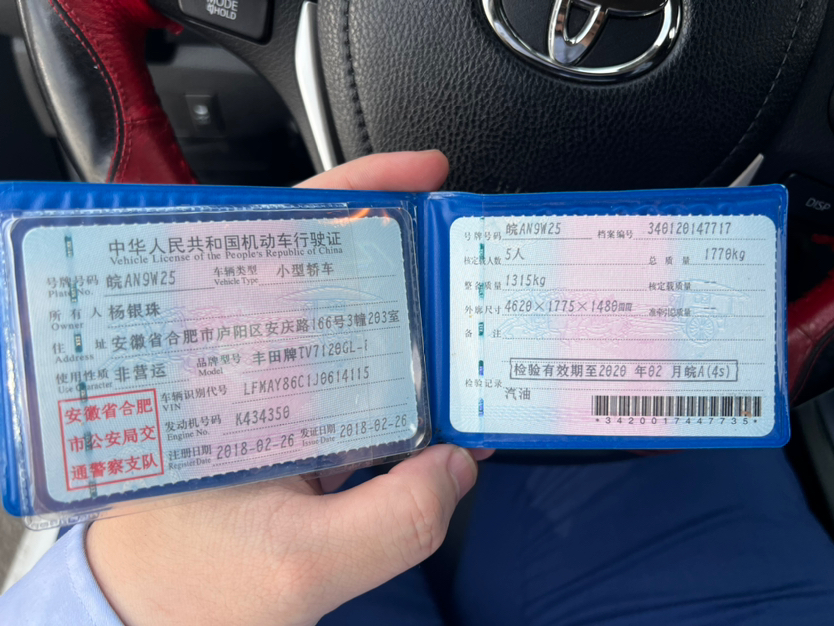 MODE
HOLD
DISP
中华人民共和国机动车行驶证
Vehicle License of the People's Republic of China
号牌号码 皖AN9W25 车辆类型 小型轿车
Plate No. Vehicle Type
所有人 杨银珠
Owner
住址 安徽省合肥市庐阳区安庆路166号3幢203室
Address
使用性质 非营运 品牌型号 丰田牌TV7120GL-i
Use Character Model
车辆识别代号 LFMAY86C1J0614115
VIN
发动机号码 K434350
Engine No.
注册日期 2018-02-26 发证日期 2018-02-26
Register Date Issue Date
安徽省合肥
市公安局交
通警察支队
号牌号码 皖AN9W25 档案编号 340120147717
核定载人数 5人 总质量 1770kg
整备质量 1315kg 核定载质量 --
外廓尺寸 4620×1775×1480mm 准牵引总质量 --
备注
检验有效期至2020 年02 月皖A(4s)
检验记录
汽油
*3420017447735*